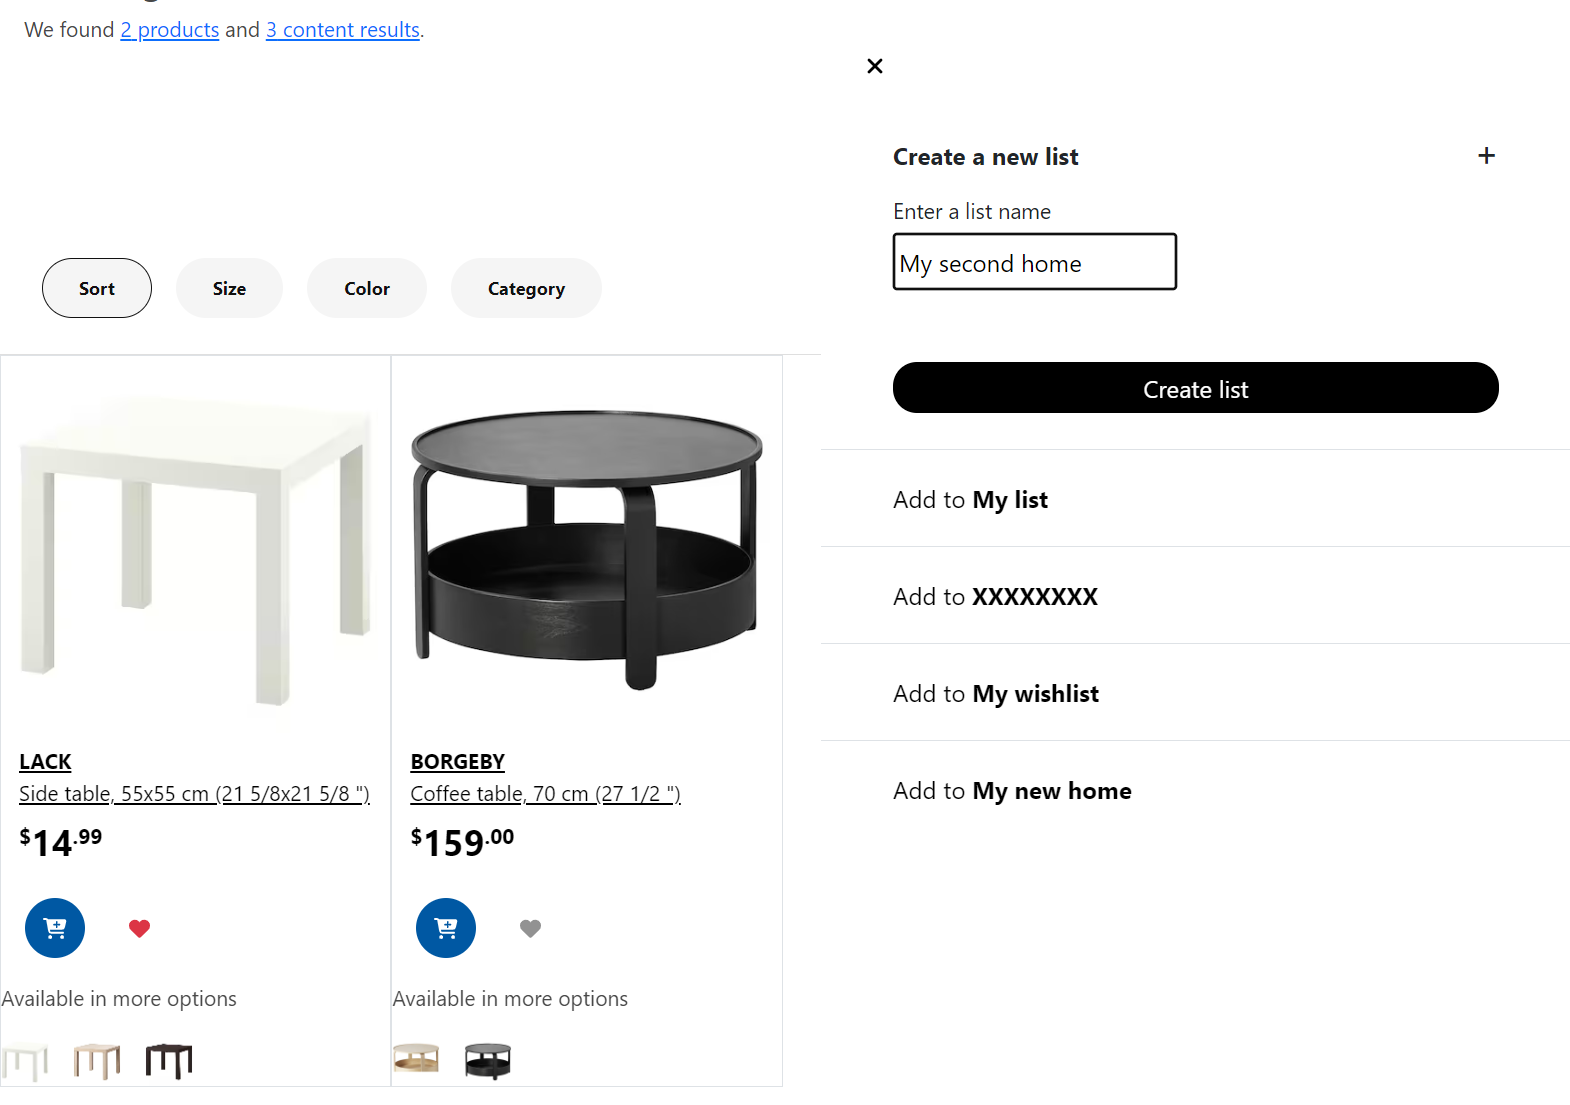 We found 2 products and 3 content results.
Sort
Size
Color
Category
LACK
Side table, 55x55 cm (21 5/8x21 5/8 ")
$14.99
Available in more options
BORGEBY
Coffee table, 70 cm (27 1/2 ")
$159.00
Available in more options
Create a new list
Enter a list name
My second home
Create list
Add to My list
Add to XXXXXXXX
Add to My wishlist
Add to My new home